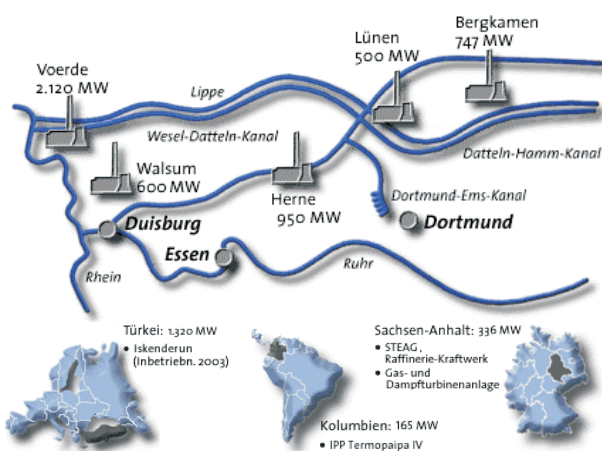 Bergkamen
747 MW
Lünen
500 MW
Voerde
2.120 MW
Lippe
Wesel-Datteln-Kanal
Datteln-Hamm-Kanal
Walsum
600 MW
Herne
950 MW
Dortmund-Ems-Kanal
Duisburg
Dortmund
Essen
Rhein
Ruhr
Türkei: 1.320 MW
• Iskenderun
(Inbetriebn. 2003)
Kolumbien: 165 MW
• IPP Termopaipa IV
Sachsen-Anhalt: 336 MW
• STEAG,
Raffinerie-Kraftwerk
• Gas- und
Dampfturbinenanlage